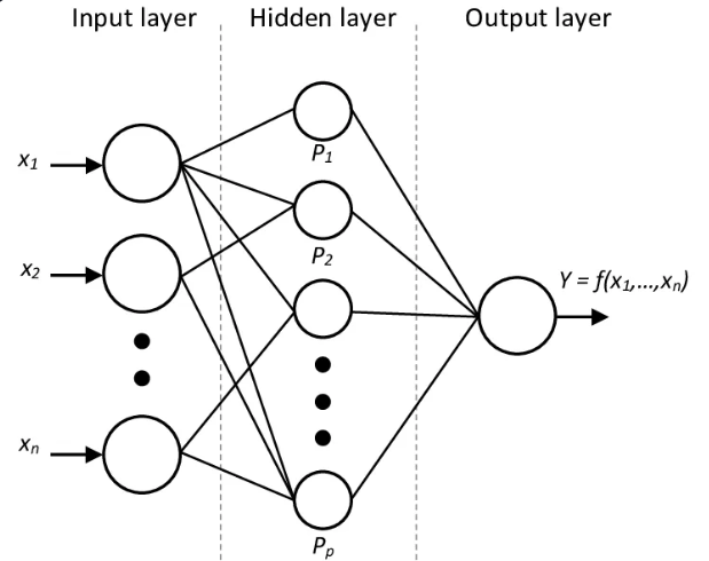 Input layer
Hidden layer
Output layer
x₁
P₁
x₂
P₂
Y = f(x₁,...,xₙ)
xₙ
Pₚ